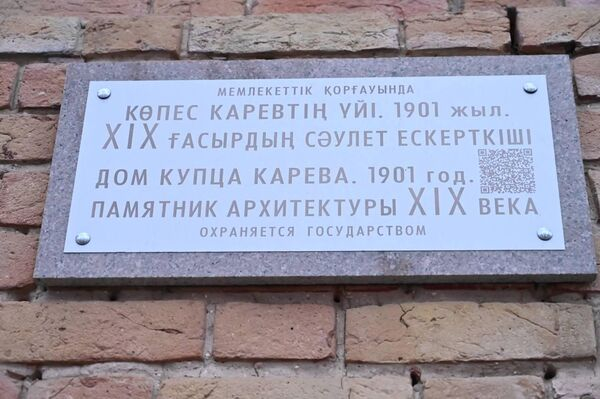 МЕМЛЕКЕТТІК ҚОРҒАУЫНДА
КӨПЕС КАРЕВТІҢ ҮЙІ. 1901 жыл.
XIX ҒАСЫРДЫҢ СӘУЛЕТ ЕСКЕРТКІШІ
ДОМ КУПЦА КАРЕВА. 1901 год.
ПАМЯТНИК АРХИТЕКТУРЫ XIX ВЕКА
ОХРАНЯЕТСЯ ГОСУДАРСТВОМ